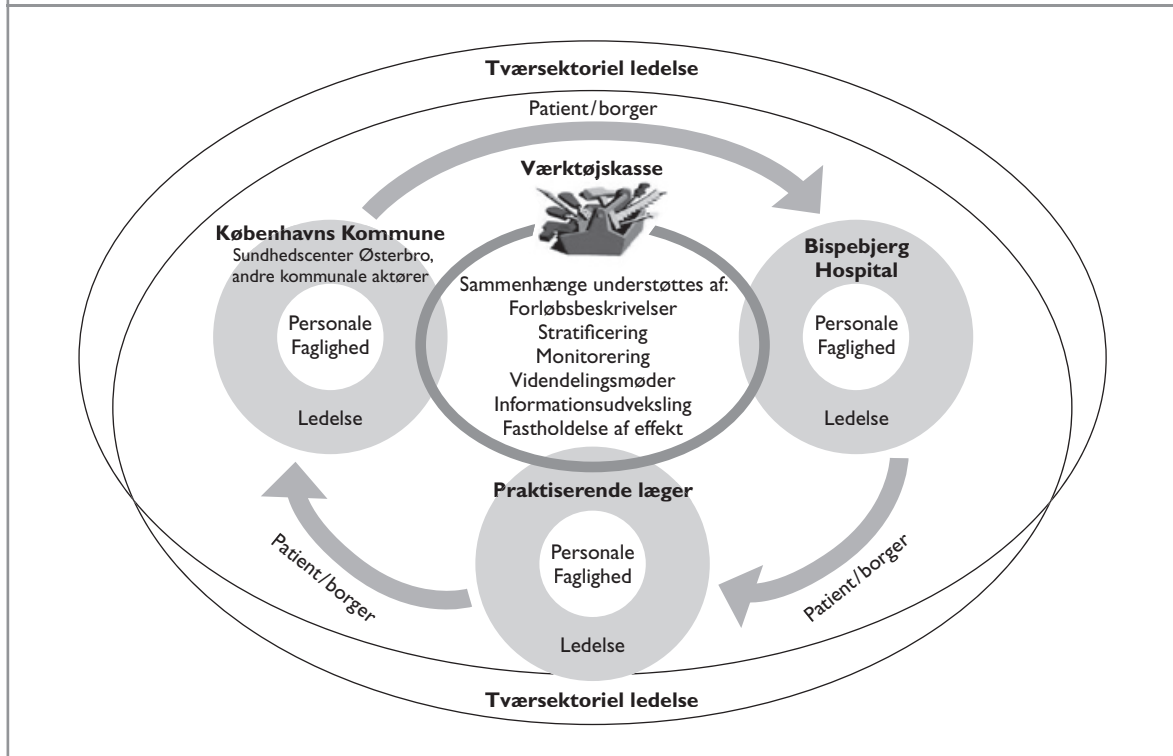 Tværsektoriel ledelse
Patient/borger
Værktøjskasse
Københavns Kommune
Sundhedscenter Østerbro,
andre kommunale aktører
Personale
Faglighed
Ledelse
Sammenhænge understøttes af:
Forløbsbeskrivelser
Stratificering
Monitorering
Videndelingsmøder
Informationsudveksling
Fastholdelse af effekt
Bispebjerg
Hospital
Personale
Faglighed
Ledelse
Praktiserende læger
Personale
Faglighed
Ledelse
Patient/borger
Patient/borger
Tværsektoriel ledelse